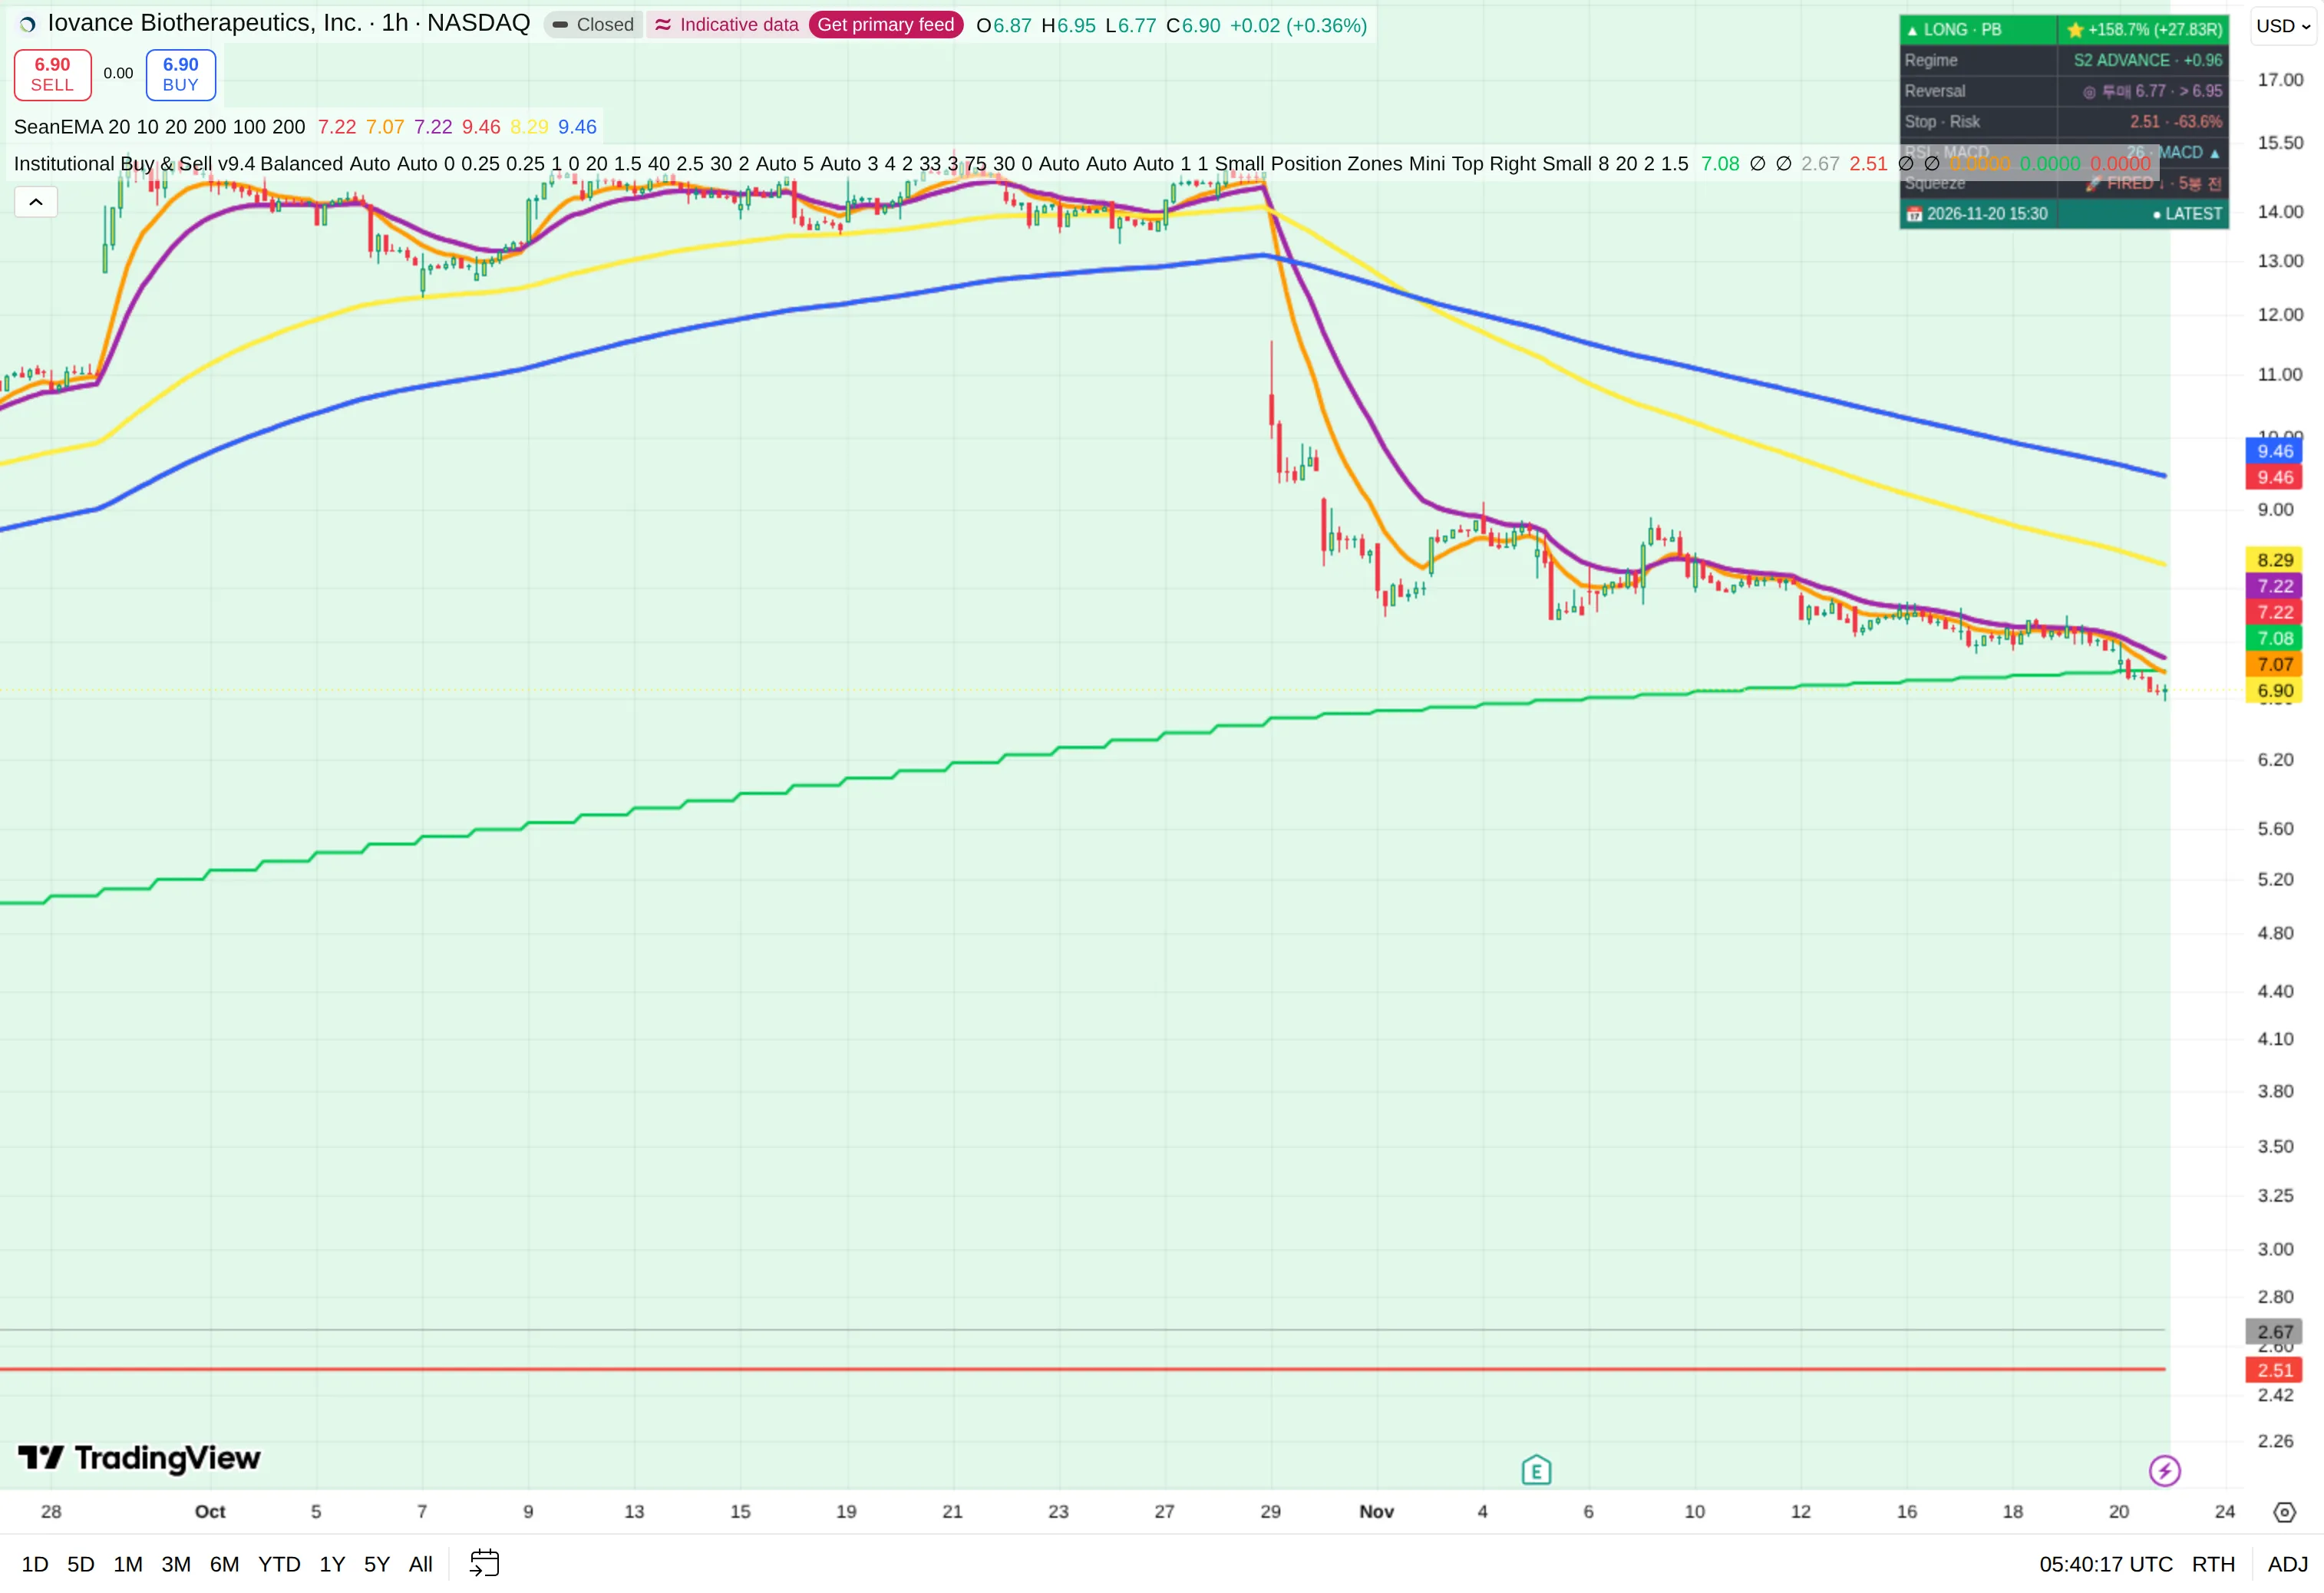 Iovance Biotherapeutics, Inc. · 1h · NASDAQ Closed Indicative data Get primary feed O6.87 H6.95 L6.77 C6.90 +0.02 (+0.36%)
USD
6.90 SELL
0.00
6.90 BUY
SeanEMA 20 10 20 200 100 200 7.22 7.07 7.22 9.46 8.29 9.46
Institutional Buy & Sell v9.4 Balanced Auto Auto 0 0.25 0.25 1 0 20 1.5 40 2.5 30 2 Auto 5 Auto 3 4 2 33 3 75 30 0 Auto Auto Auto 1 1 Small Position Zones Mini Top Right Small 8 20 2 1.5 7.08 ∅ ∅ 2.67 2.51 ∅ ∅ 0.0000 0.0000 0.0000
▲ LONG · PB ⭐ +158.7% (+27.83R)
Regime S2 ADVANCE · +0.96
Reversal ◎ 투매 6.77 · > 6.95
Stop · Risk 2.51 · -63.6%
RSI · MACD 26 · MACD ▲
Squeeze 🚀 FIRED ↓ · 5봉 전
📅 2026-11-20 15:30 ● LATEST
17.00
15.50
14.00
13.00
12.00
11.00
10.00
9.46
9.46
9.00
8.29
7.22
7.22
7.08
7.07
6.90
6.20
5.60
5.20
4.80
4.40
4.10
3.80
3.50
3.25
3.00
2.80
2.67
2.60
2.51
2.42
2.26
TradingView
E
28 Oct 5 7 9 13 15 19 21 23 27 29 Nov 4 6 10 12 16 18 20 24
1D 5D 1M 3M 6M YTD 1Y 5Y All
05:40:17 UTC RTH ADJ